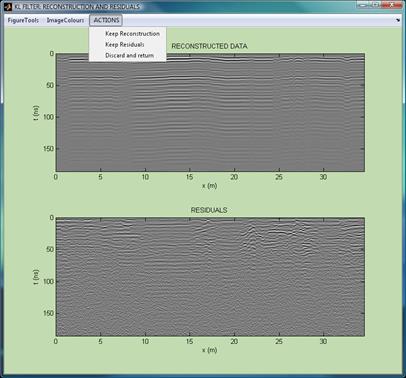 KL FILTER: RECONSTRUCTION AND RESIDUALS
FigureTools ImageColours ACTIONS
Keep Reconstruction
Keep Residuals
Discard and return
RECONSTRUCTED DATA
0
50
100
150
t (ns)
0 5 10 15 20 25 30
x (m)
RESIDUALS
0
50
100
150
t (ns)
0 5 10 15 20 25 30
x (m)